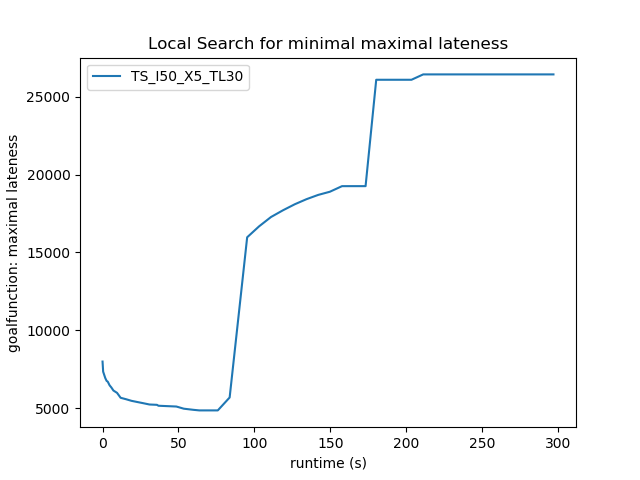 Local Search for minimal maximal lateness
TS_I50_X5_TL30
goalfunction: maximal lateness
25000
20000
15000
10000
5000
0 50 100 150 200 250 300
runtime (s)